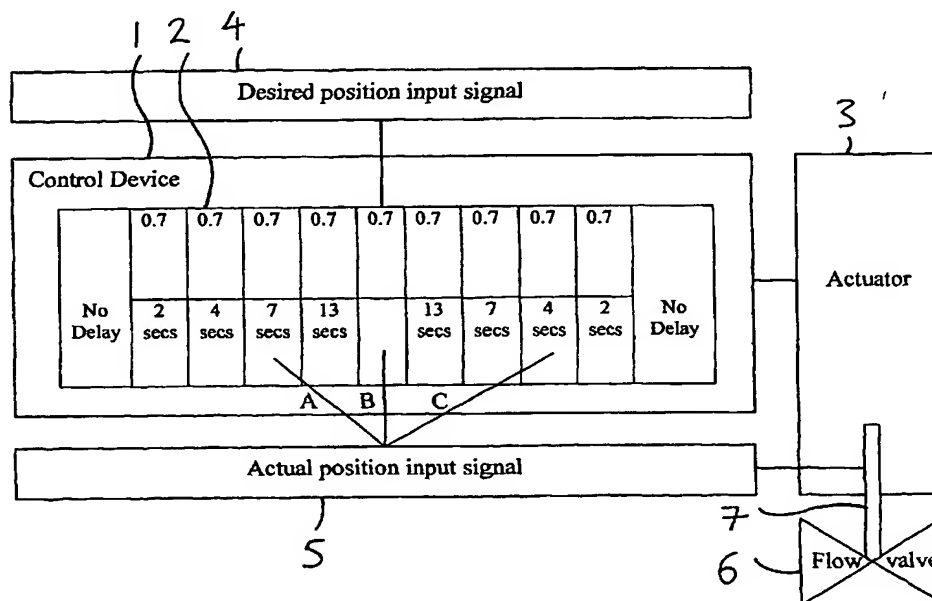 1
2
4
Desired position input signal
3
Control Device
0.7 0.7 0.7 0.7 0.7 0.7 0.7 0.7 0.7
Actuator
No Delay
2 secs
4 secs
7 secs
13 secs
13 secs
7 secs
4 secs
2 secs
No Delay
A B C
Actual position input signal
7
5
6
Flow valve